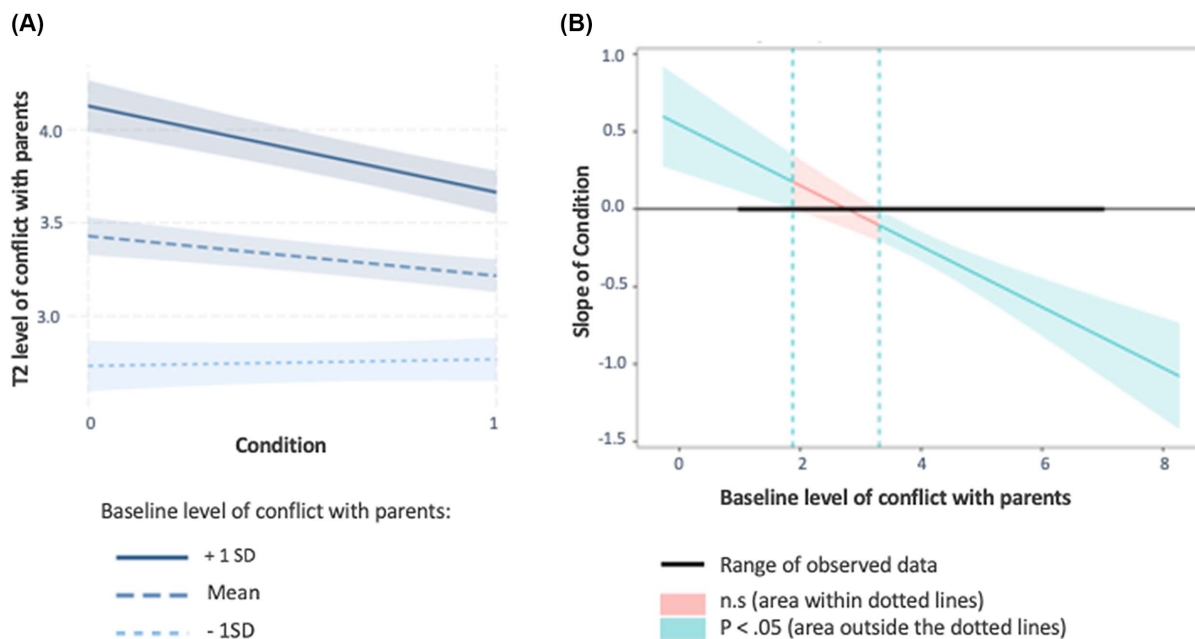 (A)
T2 level of conflict with parents
4.0
3.5
3.0
0
1
Condition
Baseline level of conflict with parents:
+ 1 SD
Mean
- 1SD
(B)
Slope of Condition
1.0
0.5
0.0
-0.5
-1.0
-1.5
0
2
4
6
8
Baseline level of conflict with parents
Range of observed data
n.s (area within dotted lines)
P < .05 (area outside the dotted lines)